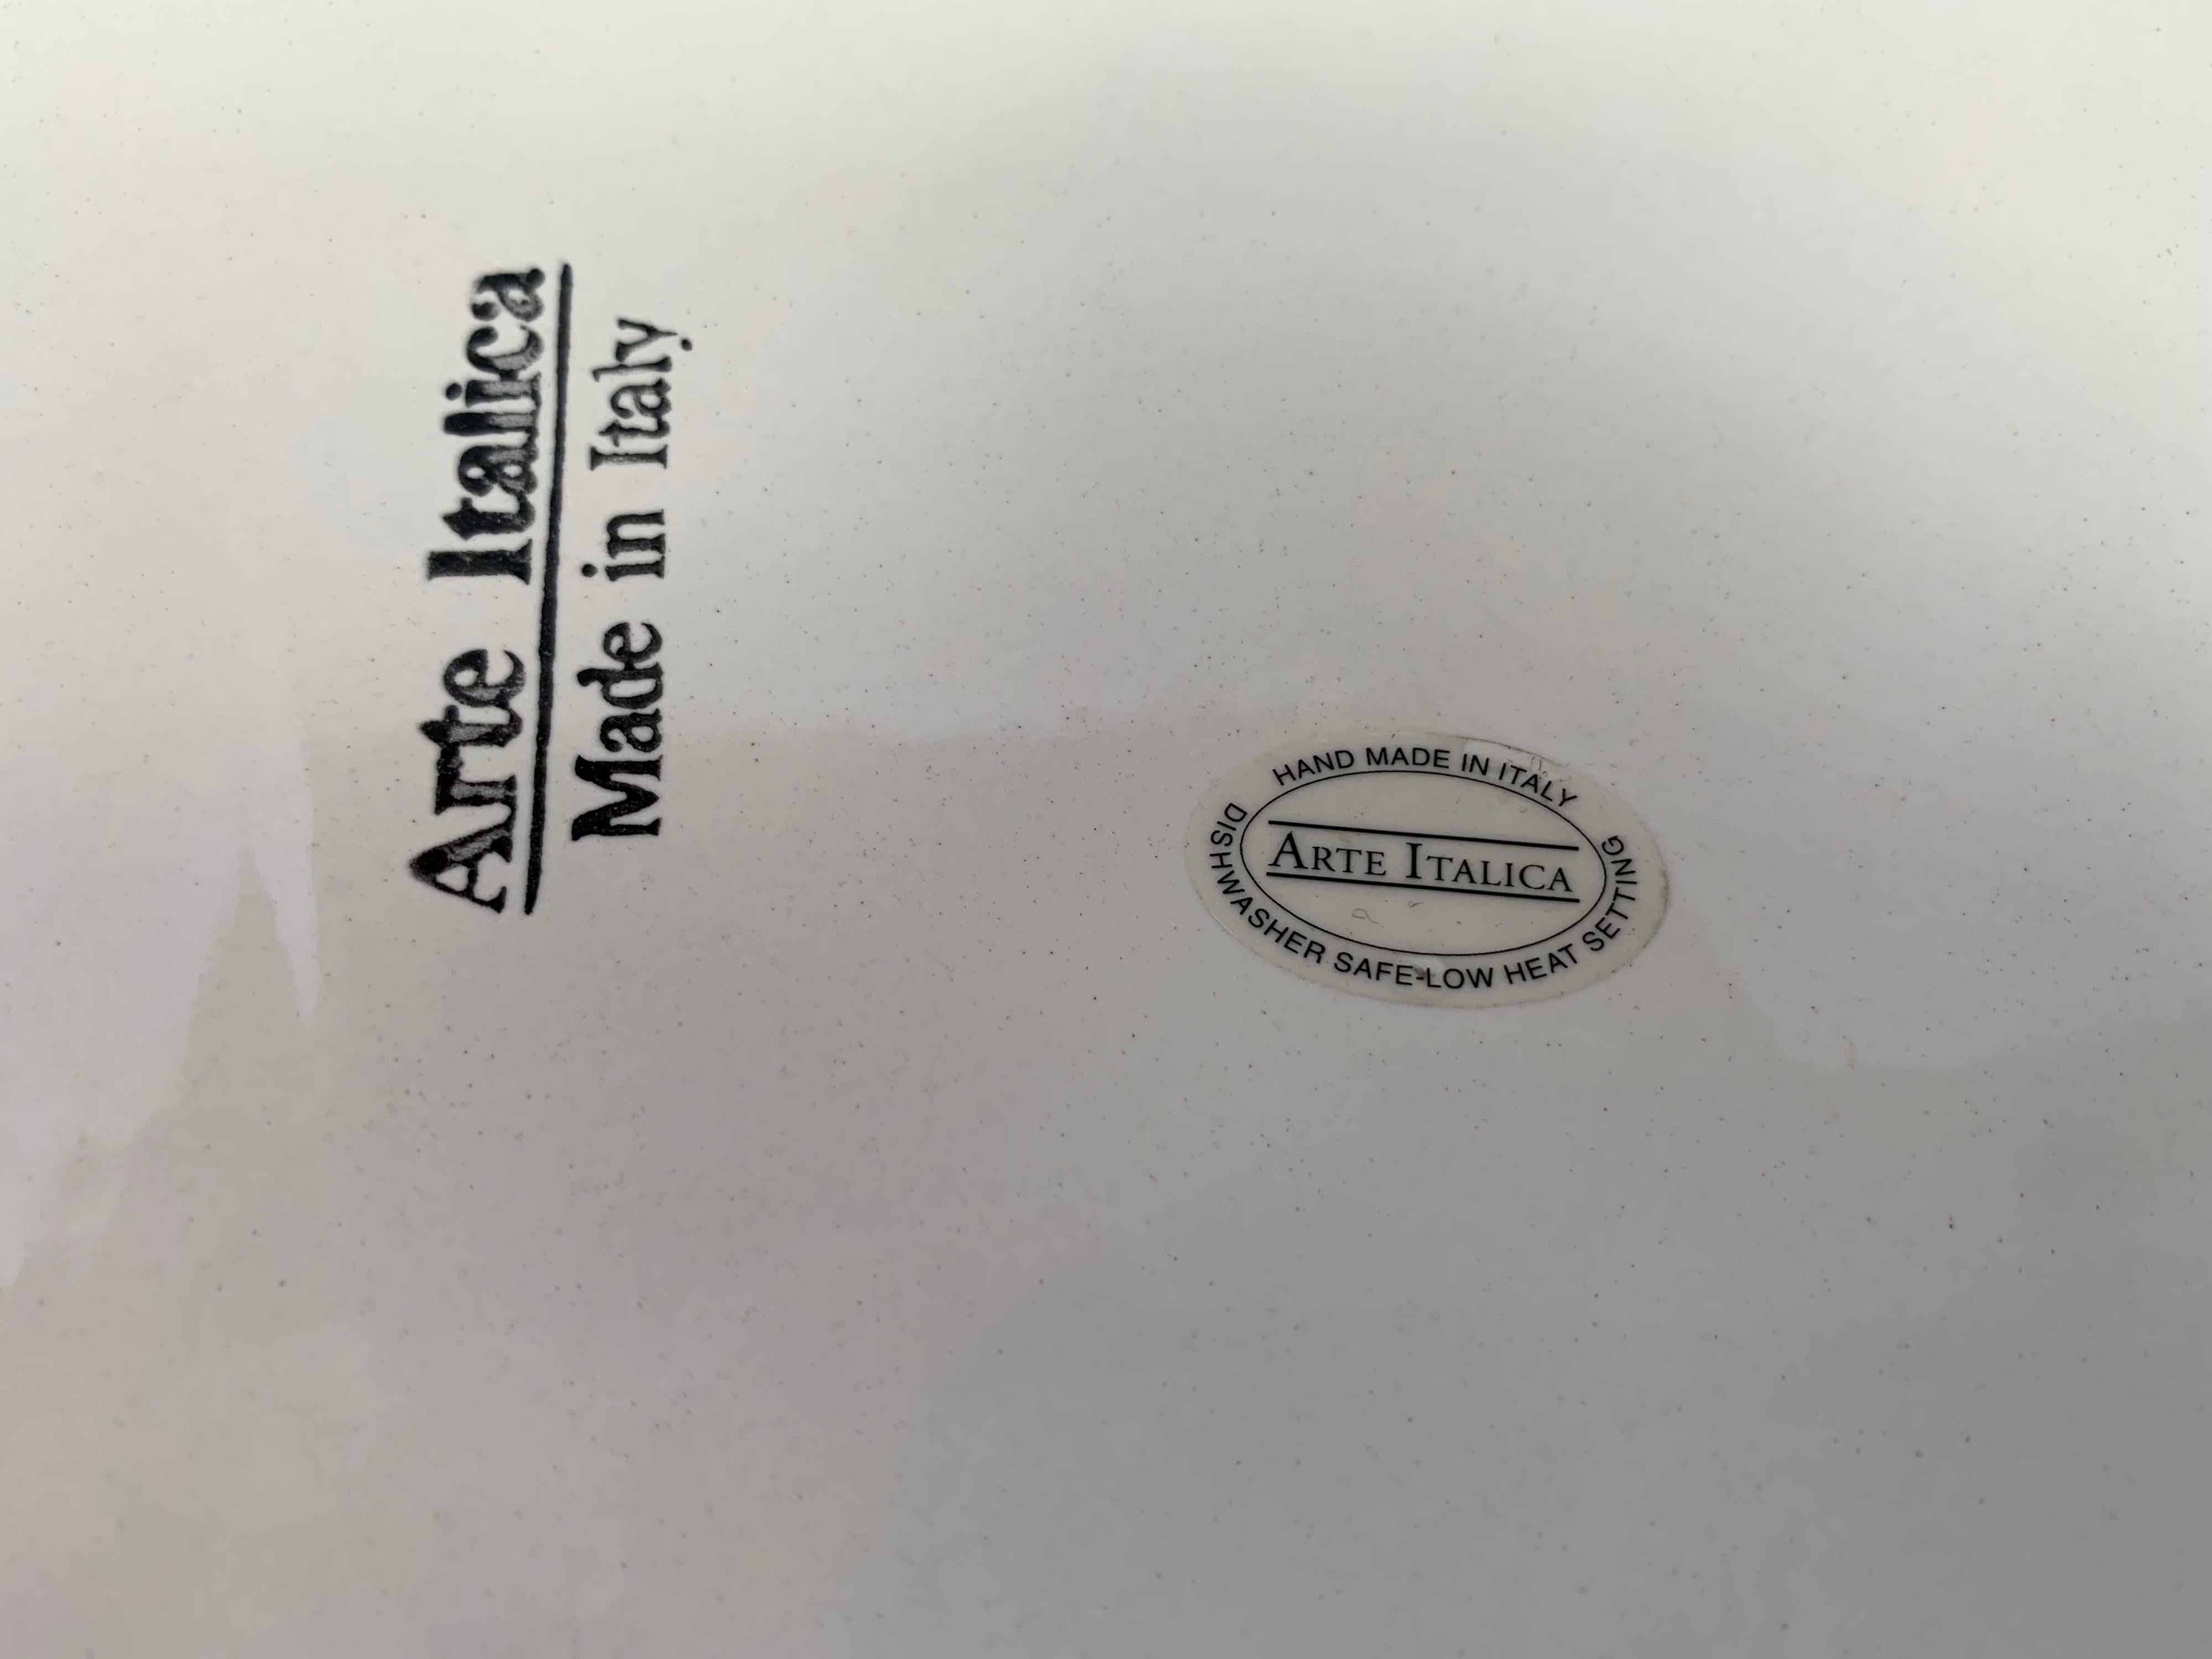 Arte Italica
Made in Italy
HAND MADE IN ITALY
ARTE ITALICA
DISHWASHER SAFE-LOW HEAT SETTING